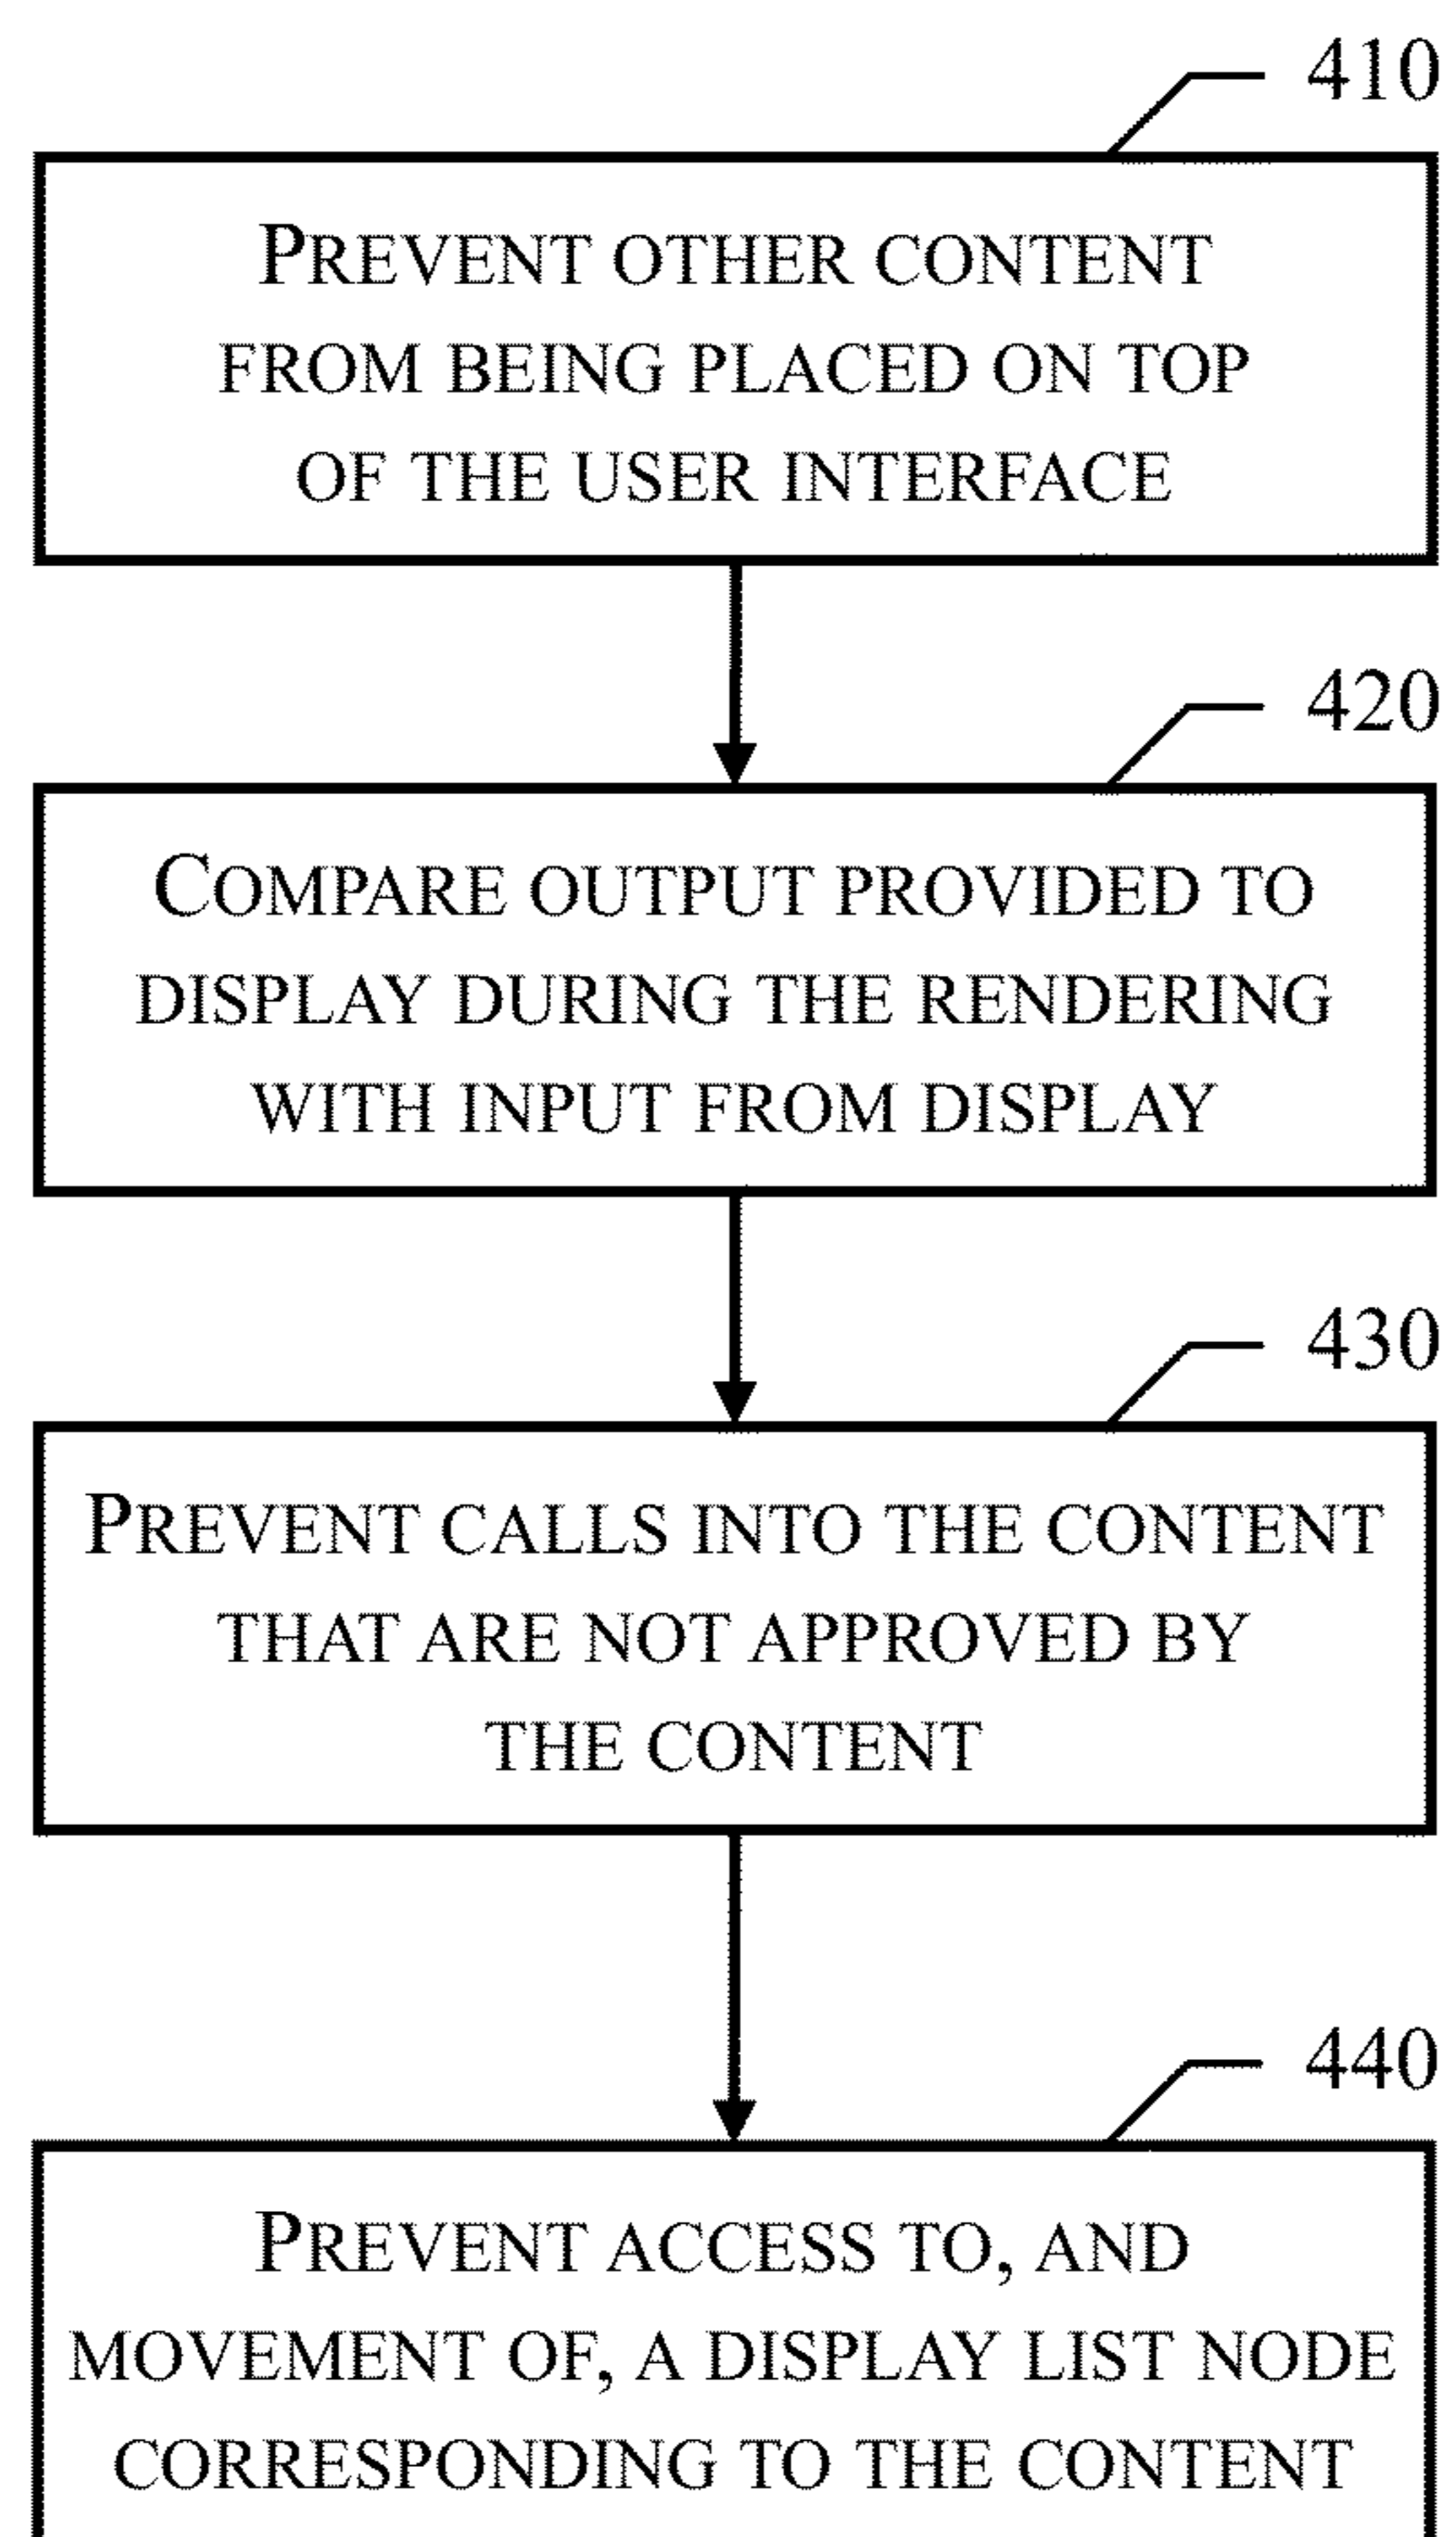 410
PREVENT OTHER CONTENT
FROM BEING PLACED ON TOP
OF THE USER INTERFACE
420
COMPARE OUTPUT PROVIDED TO
DISPLAY DURING THE RENDERING
WITH INPUT FROM DISPLAY
430
PREVENT CALLS INTO THE CONTENT
THAT ARE NOT APPROVED BY
THE CONTENT
440
PREVENT ACCESS TO, AND
MOVEMENT OF, A DISPLAY LIST NODE
CORRESPONDING TO THE CONTENT